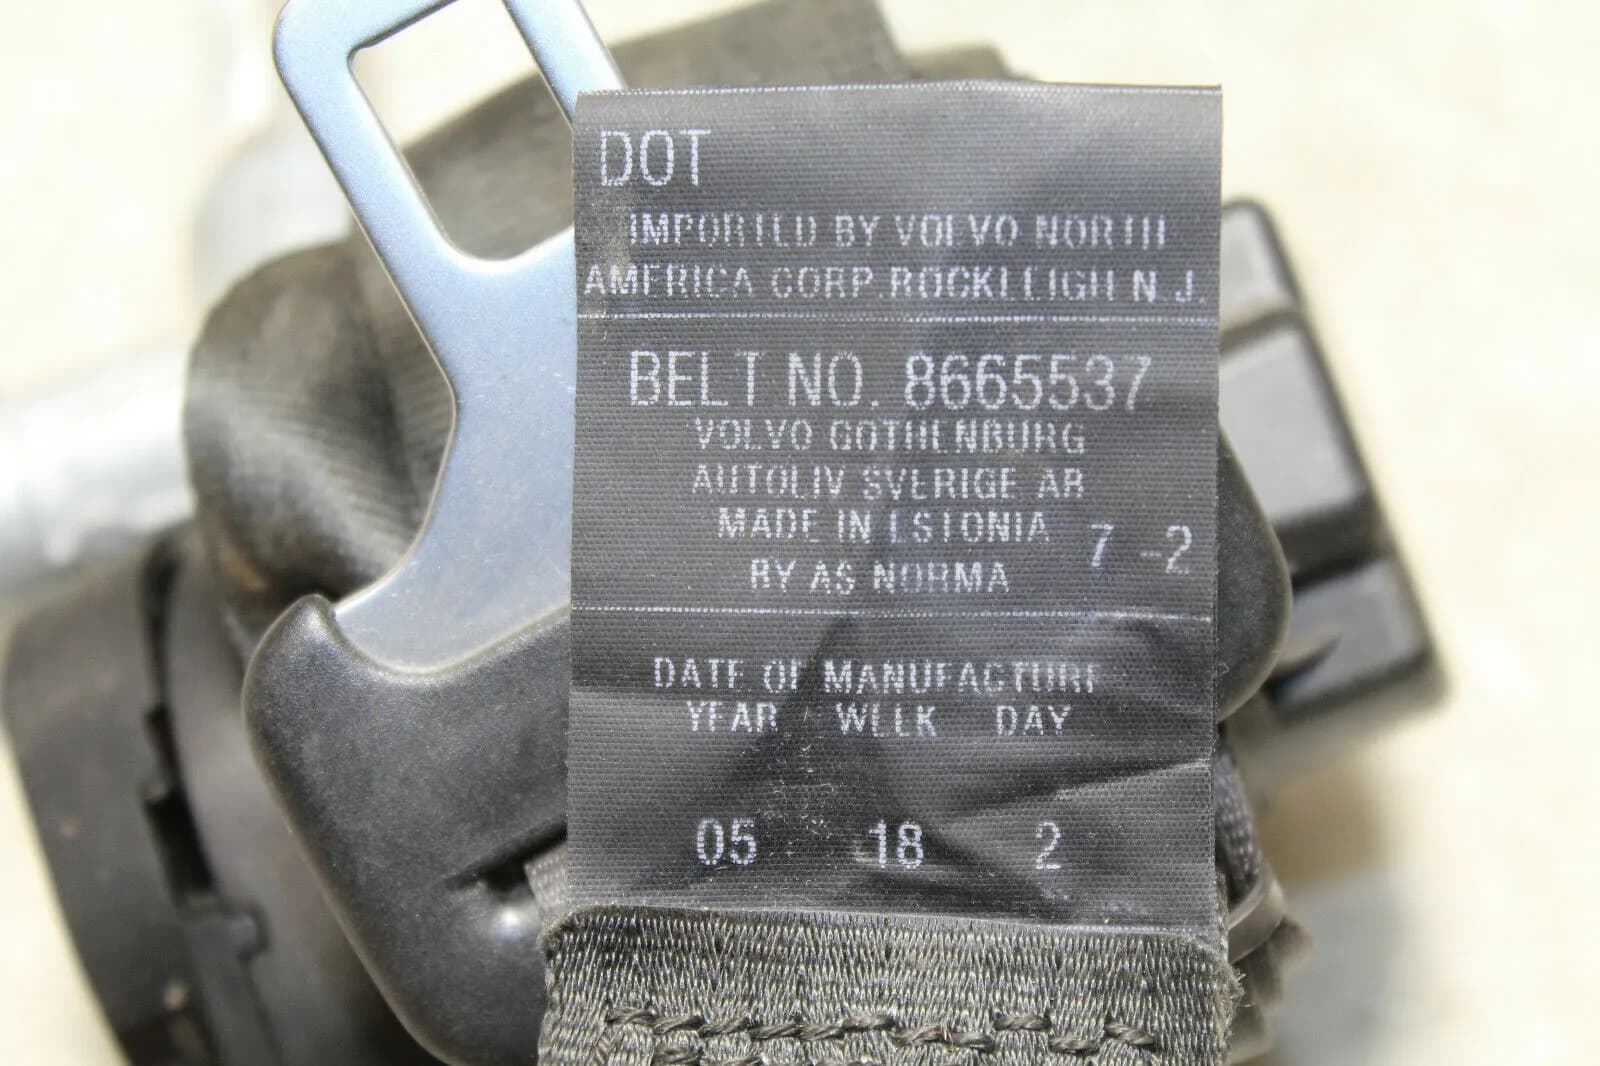 DOT
IMPORTED BY VOLVO NORTH
AMERICA CORP. ROCKLEIGH N.J.
BELT NO. 8665537
VOLVO GOTHENBURG
AUTOLIV SVERIGE AB
MADE IN ESTONIA 7-2
BY AS NORMA
DATE OF MANUFACTURE
YEAR WEEK DAY
05 18 2